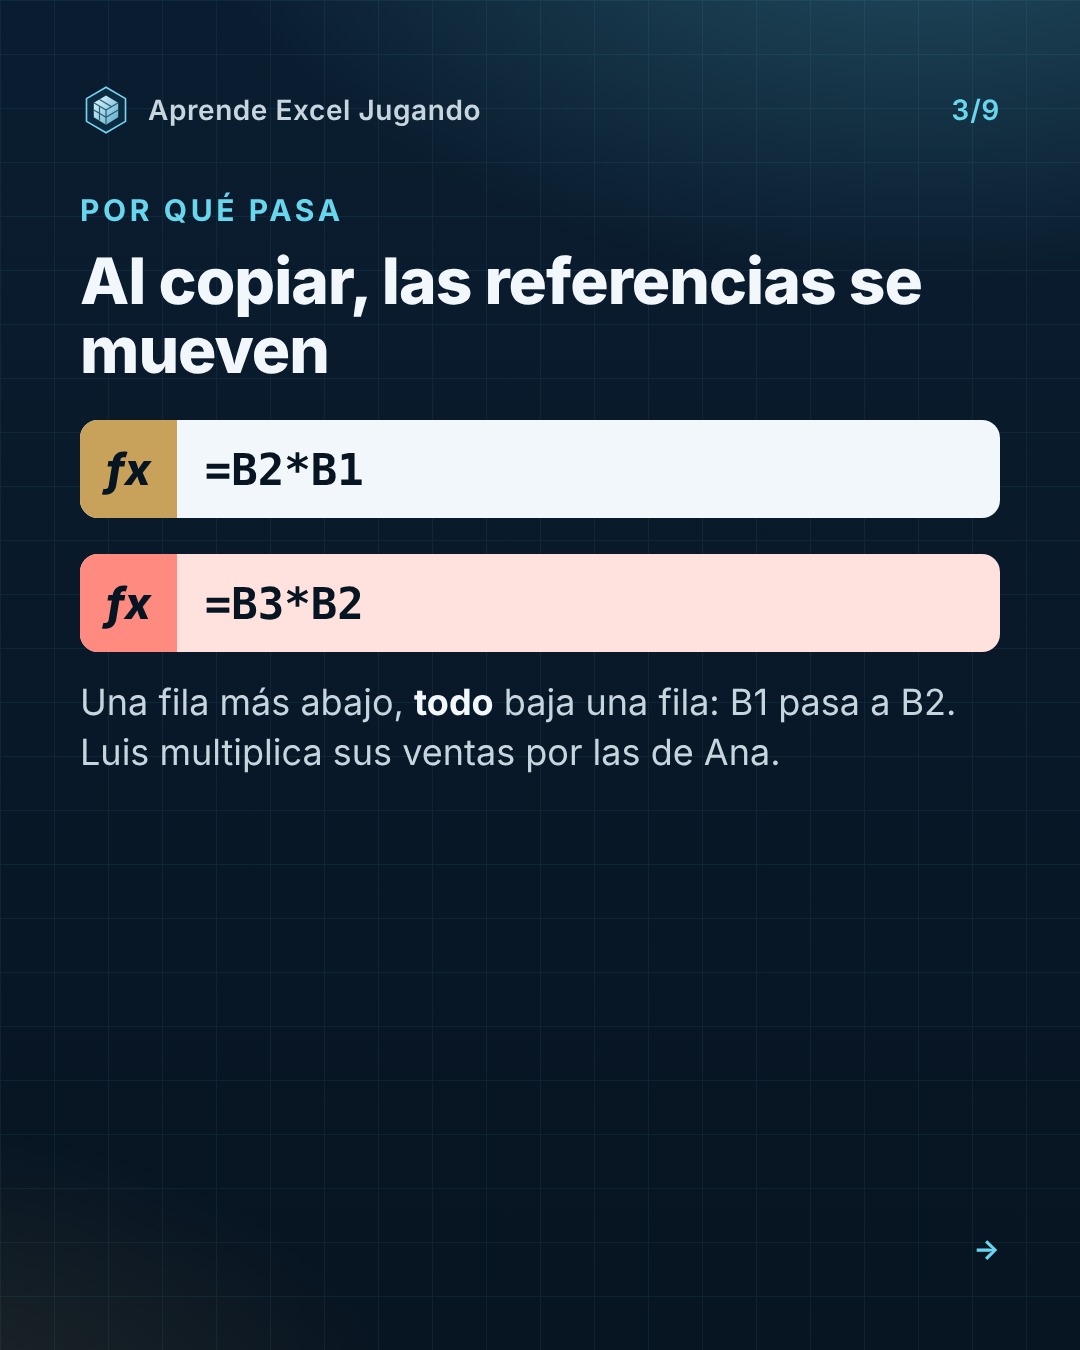 Aprende Excel Jugando
3/9
POR QUÉ PASA
Al copiar, las referencias se
mueven
fx =B2*B1
fx =B3*B2
Una fila más abajo, todo baja una fila: B1 pasa a B2.
Luis multiplica sus ventas por las de Ana.
→